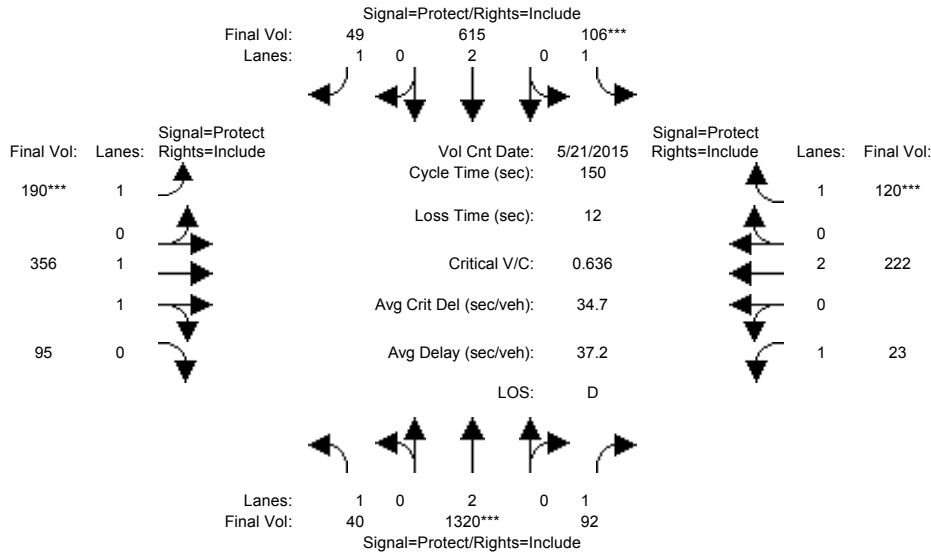 Signal=Protect/Rights=Include
Final Vol: 49 615 106***
Lanes: 1 0 2 0 1
Signal=Protect Signal=Protect
Final Vol: Lanes: Rights=Include Vol Cnt Date: 5/21/2015 Rights=Include Lanes: Final Vol:
Cycle Time (sec): 150
190*** 1 1 120***
Loss Time (sec): 12
0 0
356 1 Critical V/C: 0.636 2 222
1 Avg Crit Del (sec/veh): 34.7 0
95 0 Avg Delay (sec/veh): 37.2 1 23
LOS: D
Lanes: 1 0 2 0 1
Final Vol: 40 1320*** 92
Signal=Protect/Rights=Include